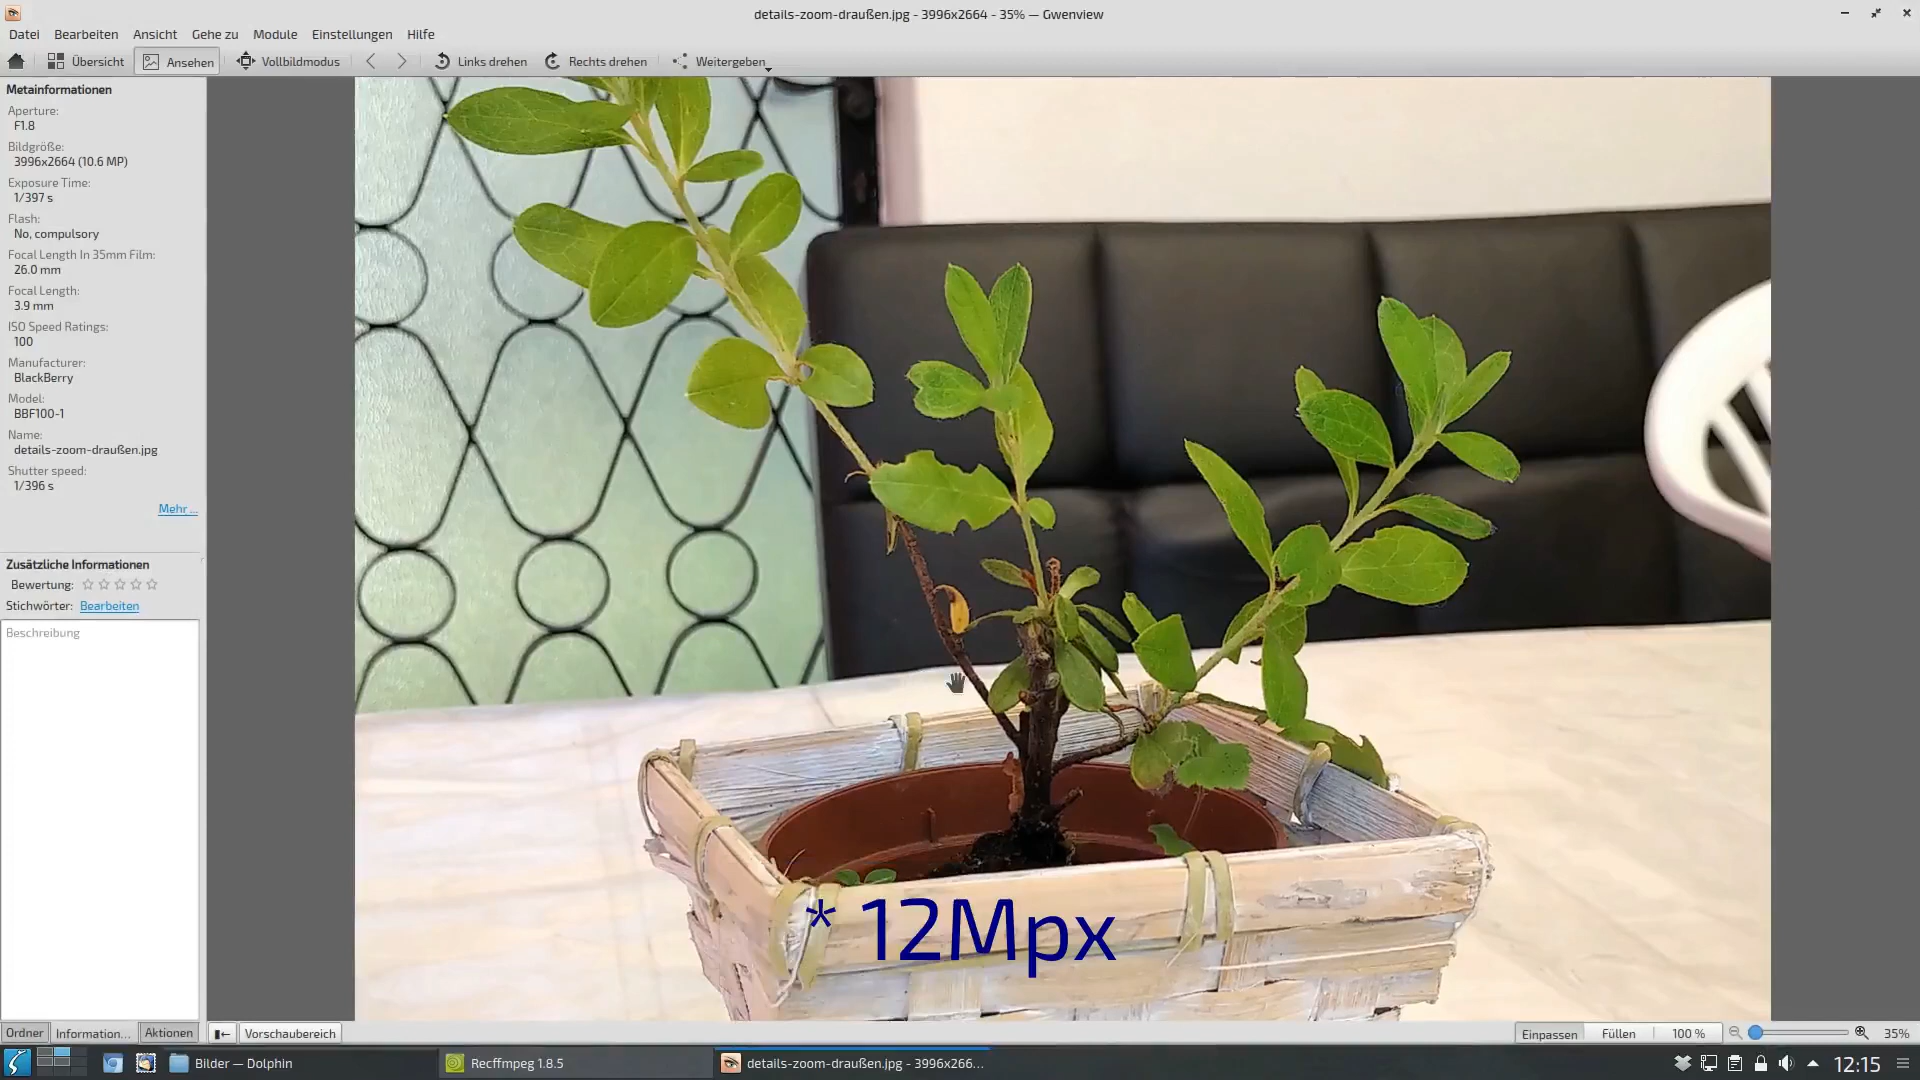 details-zoom-draußen.jpg - 3996x2664 - 35% — Gwenview
Datei Bearbeiten Ansicht Gehe zu Module Einstellungen Hilfe
Übersicht Ansehen Vollbildmodus Links drehen Rechts drehen Weitergeben
Metainformationen
Aperture:
F1.8
Bildgröße:
3996x2664 (10.6 MP)
Exposure Time:
1/397 s
Flash:
No, compulsory
Focal Length In 35mm Film:
26.0 mm
Focal Length:
3.9 mm
ISO Speed Ratings:
100
Manufacturer:
BlackBerry
Model:
BBF100-1
Name:
details-zoom-draußen.jpg
Shutter speed:
1/396 s
Mehr ...
Zusätzliche Informationen
Bewertung:
Stichwörter: Bearbeiten
Beschreibung
* 12Mpx
Ordner Information... Aktionen Vorschaubereich Einpassen Füllen 100 % 35%
Bilder — Dolphin Recffmpeg 1.8.5 details-zoom-draußen.jpg - 3996x266... 12:15